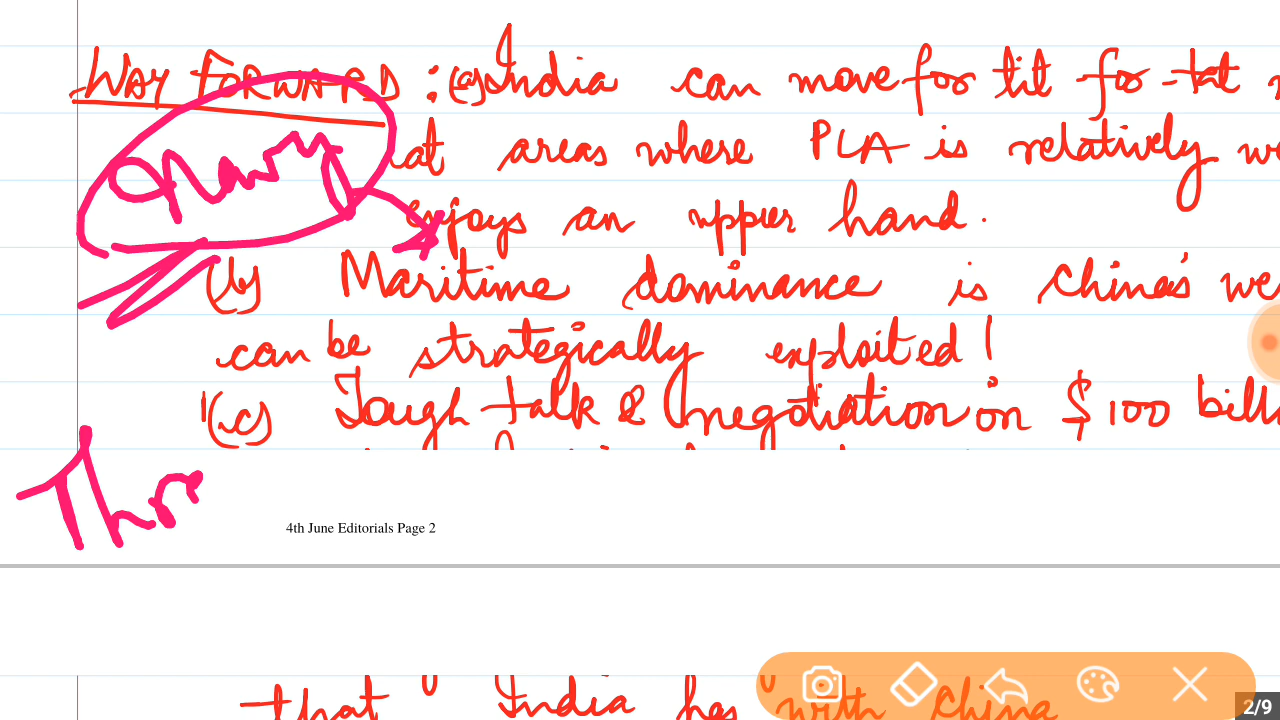 WAY FORWARD : (a) India can move for tit for -tat
at areas where PLA is relatively
enjoys an upper hand.
(b) Maritime dominance is China's
can be strategically exploited!
(c) Tough talk & negotiation on $ 100
4th June Editorials Page 2
that India has with China
2/9